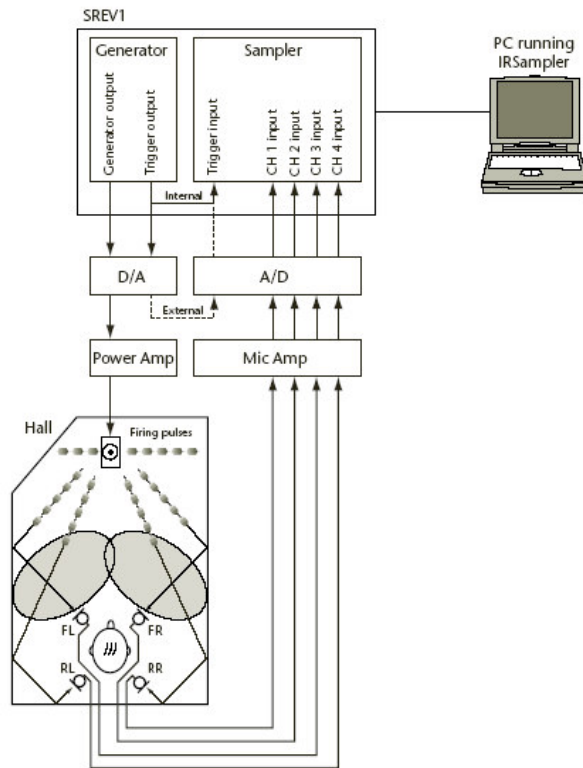 SREV1
Generator
Sampler
PC running
IRSampler
Generator output
Trigger output
Trigger input
CH 1 input
CH 2 input
CH 3 input
CH 4 input
Internal
D/A
A/D
External
Power Amp
Mic Amp
Hall
Firing pulses
FL
FR
RL
RR